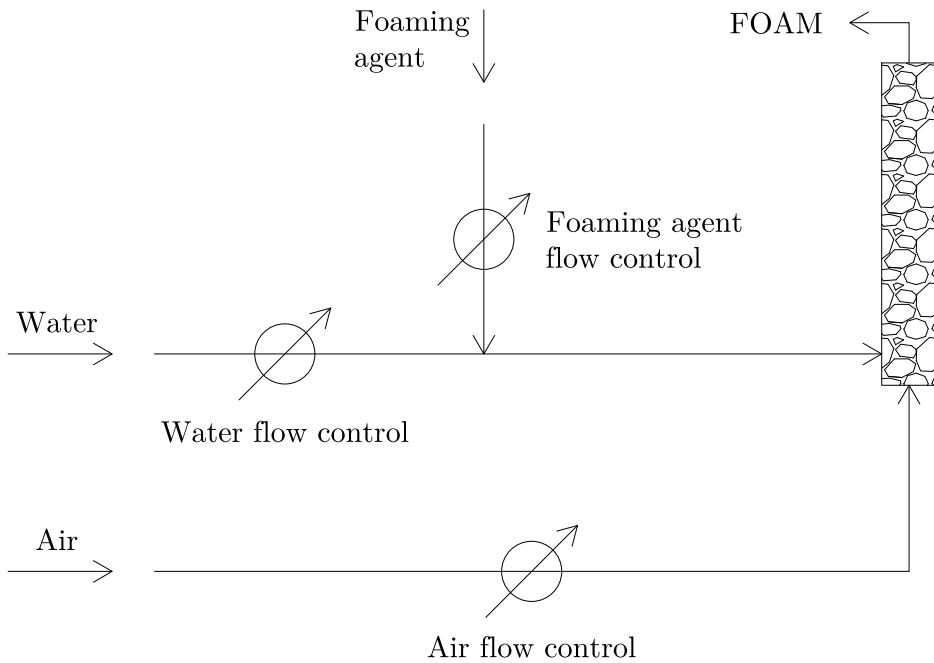 Foaming
agent
FOAM
Foaming agent
flow control
Water
Water flow control
Air
Air flow control